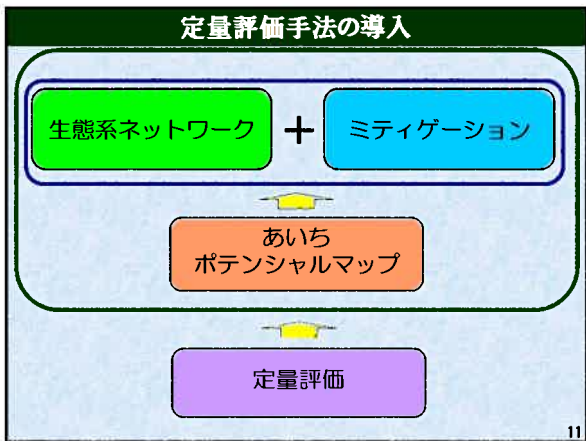 定量評価手法の導入
生態系ネットワーク + ミティゲーション
あいち
ポテンシャルマップ
定量評価
11